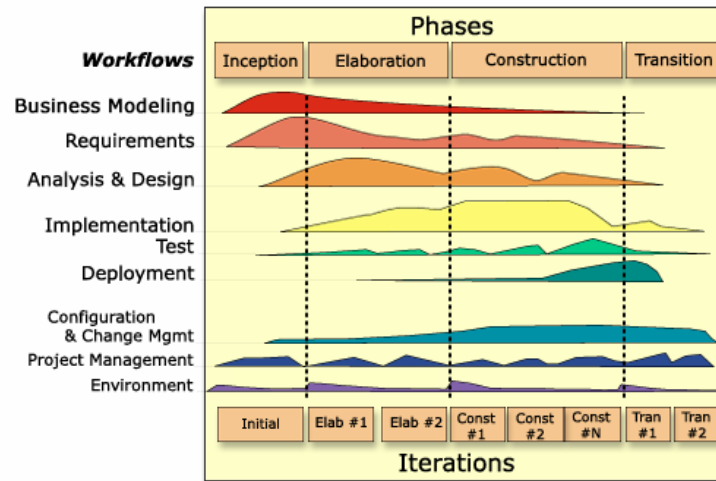 Phases
Workflows
Inception
Elaboration
Construction
Transition
Business Modeling
Requirements
Analysis & Design
Implementation
Test
Deployment
Configuration
& Change Mgmt
Project Management
Environment
Initial
Elab #1
Elab #2
Const
#1
Const
#2
Const
#N
Tran
#1
Tran
#2
Iterations